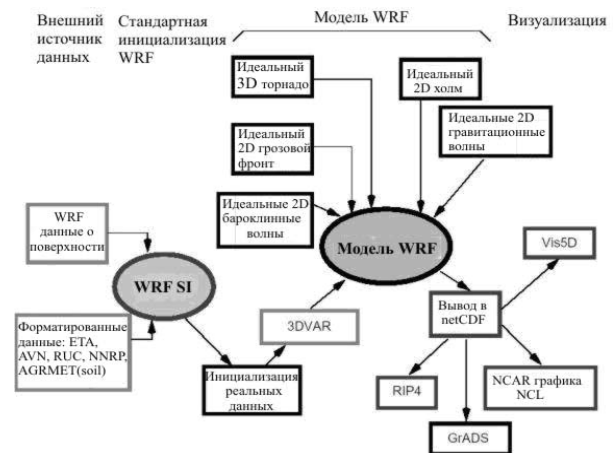 Внешний
источник
данных
Стандартная
инициализация
WRF
Модель WRF
Визуализация
Идеальный
3D торнадо
Идеальный
2D холм
Идеальный
2D грозовой
фронт
Идеальные 2D
гравитационные
волны
Идеальные 2D
бароклинные
волны
WRF
данные о
поверхности
Модель WRF
Vis5D
WRF SI
Вывод в
netCDF
3DVAR
Форматированные
данные: ETA,
AVN, RUC, NNRP,
AGRMET(soil)
Инициализация
реальных
данных
RIP4
NCAR графика
NCL
GrADS